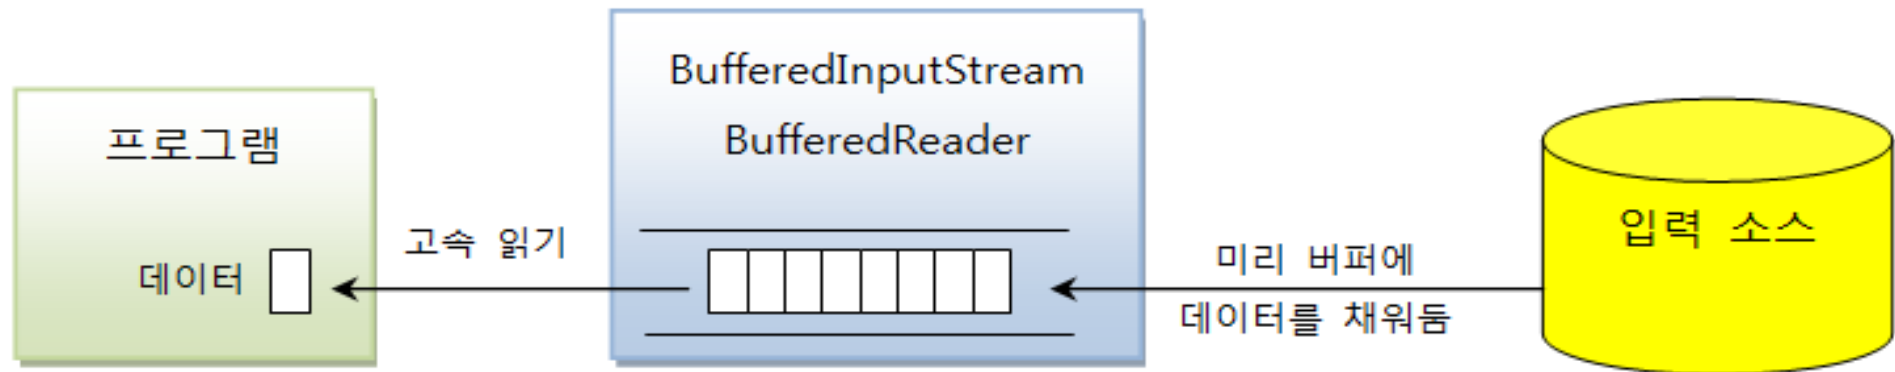 프로그램
데이터
고속 읽기
BufferedInputStream
BufferedReader
미리 버퍼에
데이터를 채워둠
입력 소스